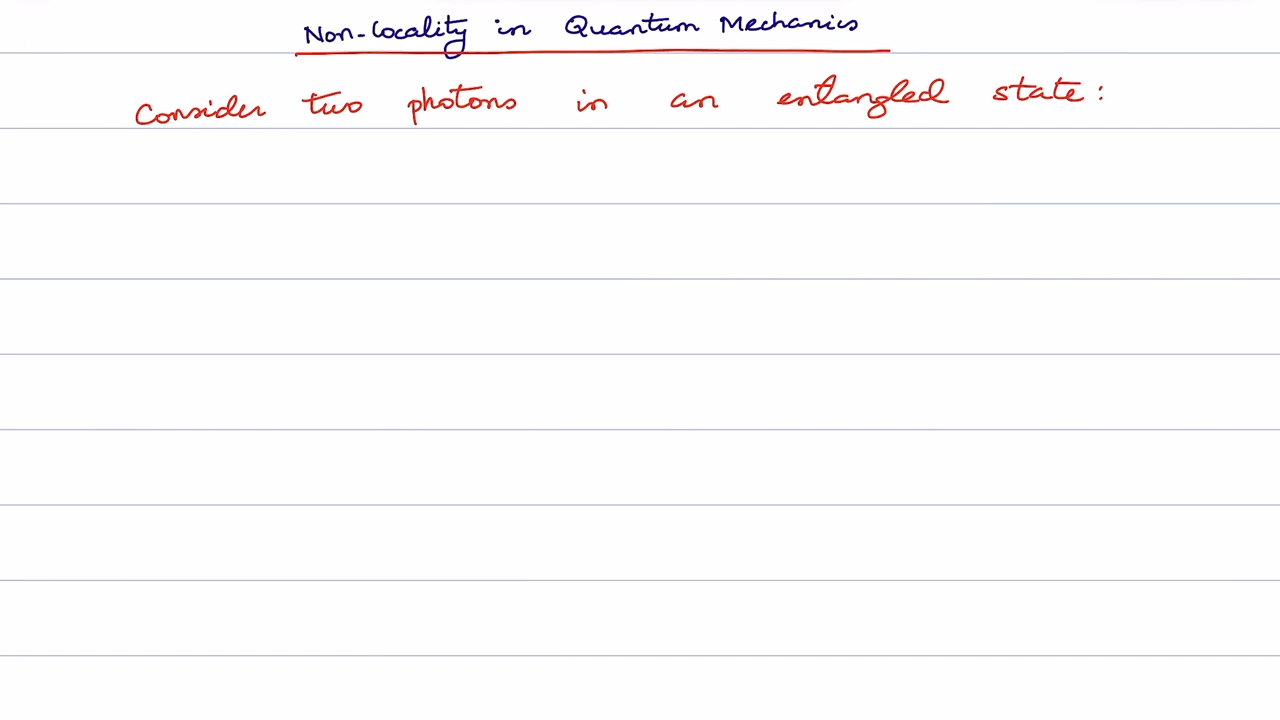 Non-locality in Quantum Mechanics
Consider two photons in an entangled state: